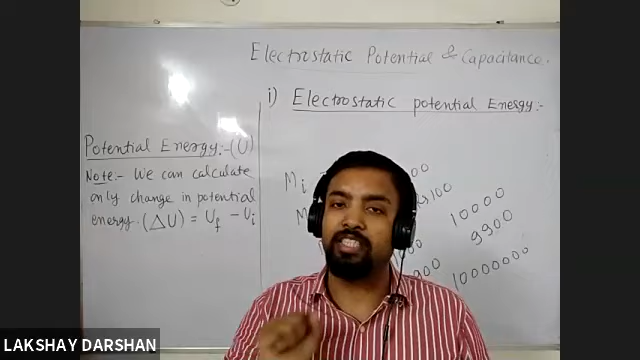 Electrostatic Potential & Capacitance.
i) Electrostatic potential Energy:-
Potential Energy:- (U)
Note:- We can calculate
only change in potential
energy. (ΔU) = Uf - Ui
Mi
10000
9900
10000000
LAKSHAY DARSHAN